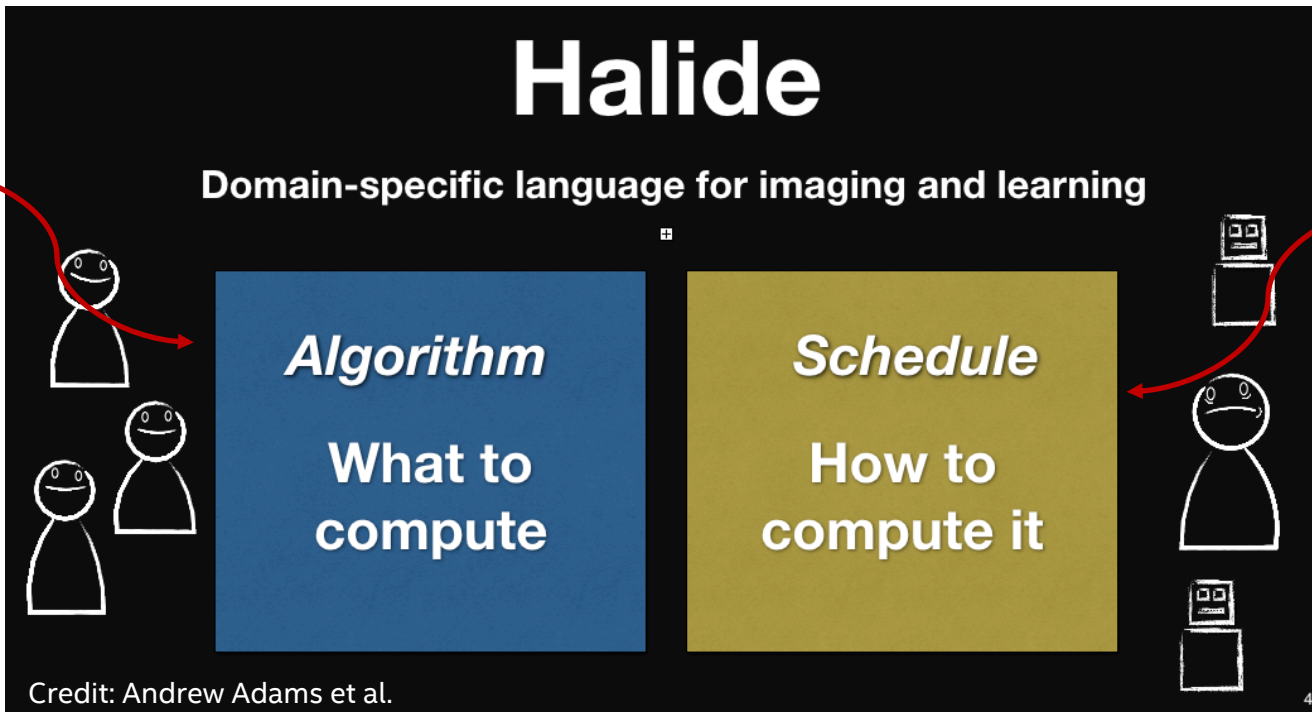 Halide
Domain-specific language for imaging and learning
Algorithm
What to
compute
Schedule
How to
compute it
Credit: Andrew Adams et al.
4